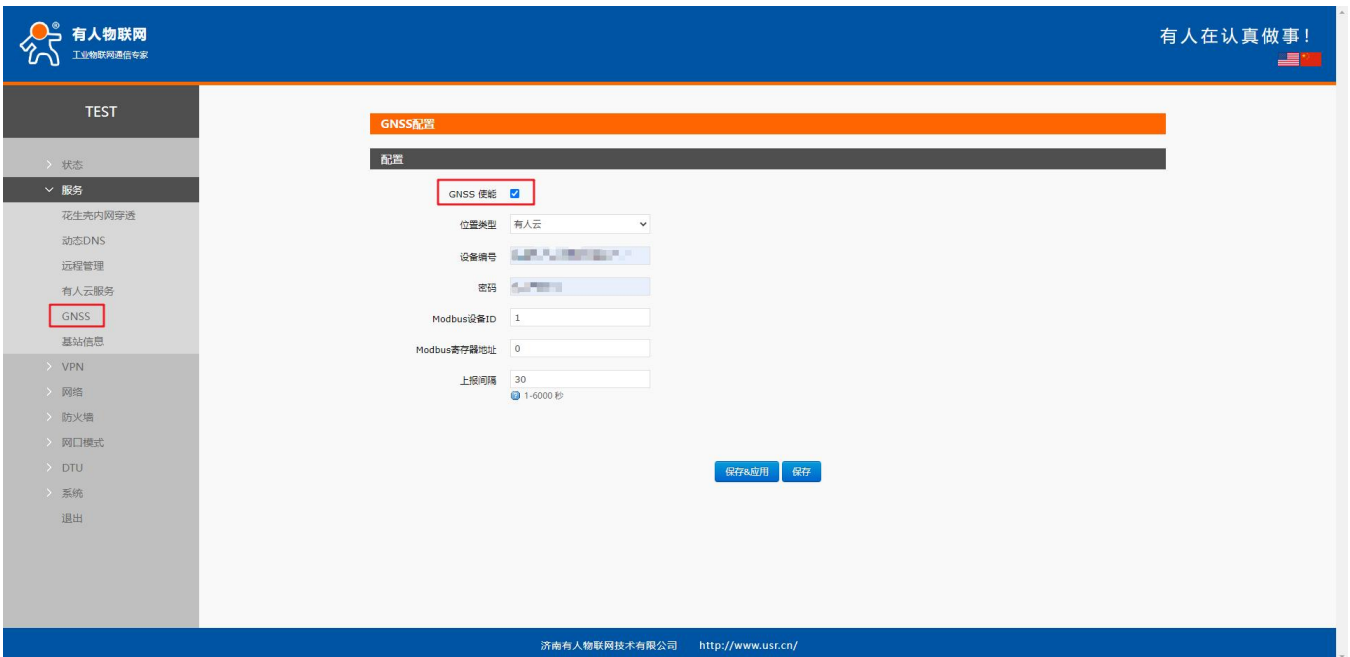 有人物联网
工业物联网通信专家
有人在认真做事!
TEST
状态
服务
花生壳内网穿透
动态DNS
远程管理
有人云服务
GNSS
基站信息
VPN
网络
防火墙
网口模式
DTU
系统
退出
GNSS配置
配置
GNSS 使能
位置类型 有人云
设备编号
密码
Modbus设备ID 1
Modbus寄存器地址 0
上报间隔 30
1-6000 秒
保存&应用 保存
济南有人物联网技术有限公司 http://www.usr.cn/